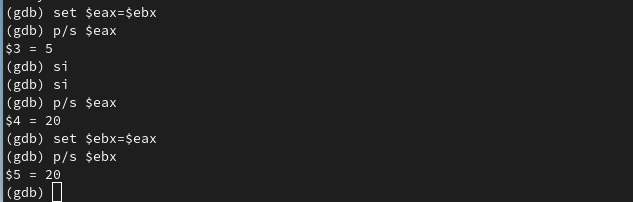 (gdb) set $eax=$ebx
(gdb) p/s $eax
$3 = 5
(gdb) si
(gdb) si
(gdb) p/s $eax
$4 = 20
(gdb) set $ebx=$eax
(gdb) p/s $ebx
$5 = 20
(gdb)